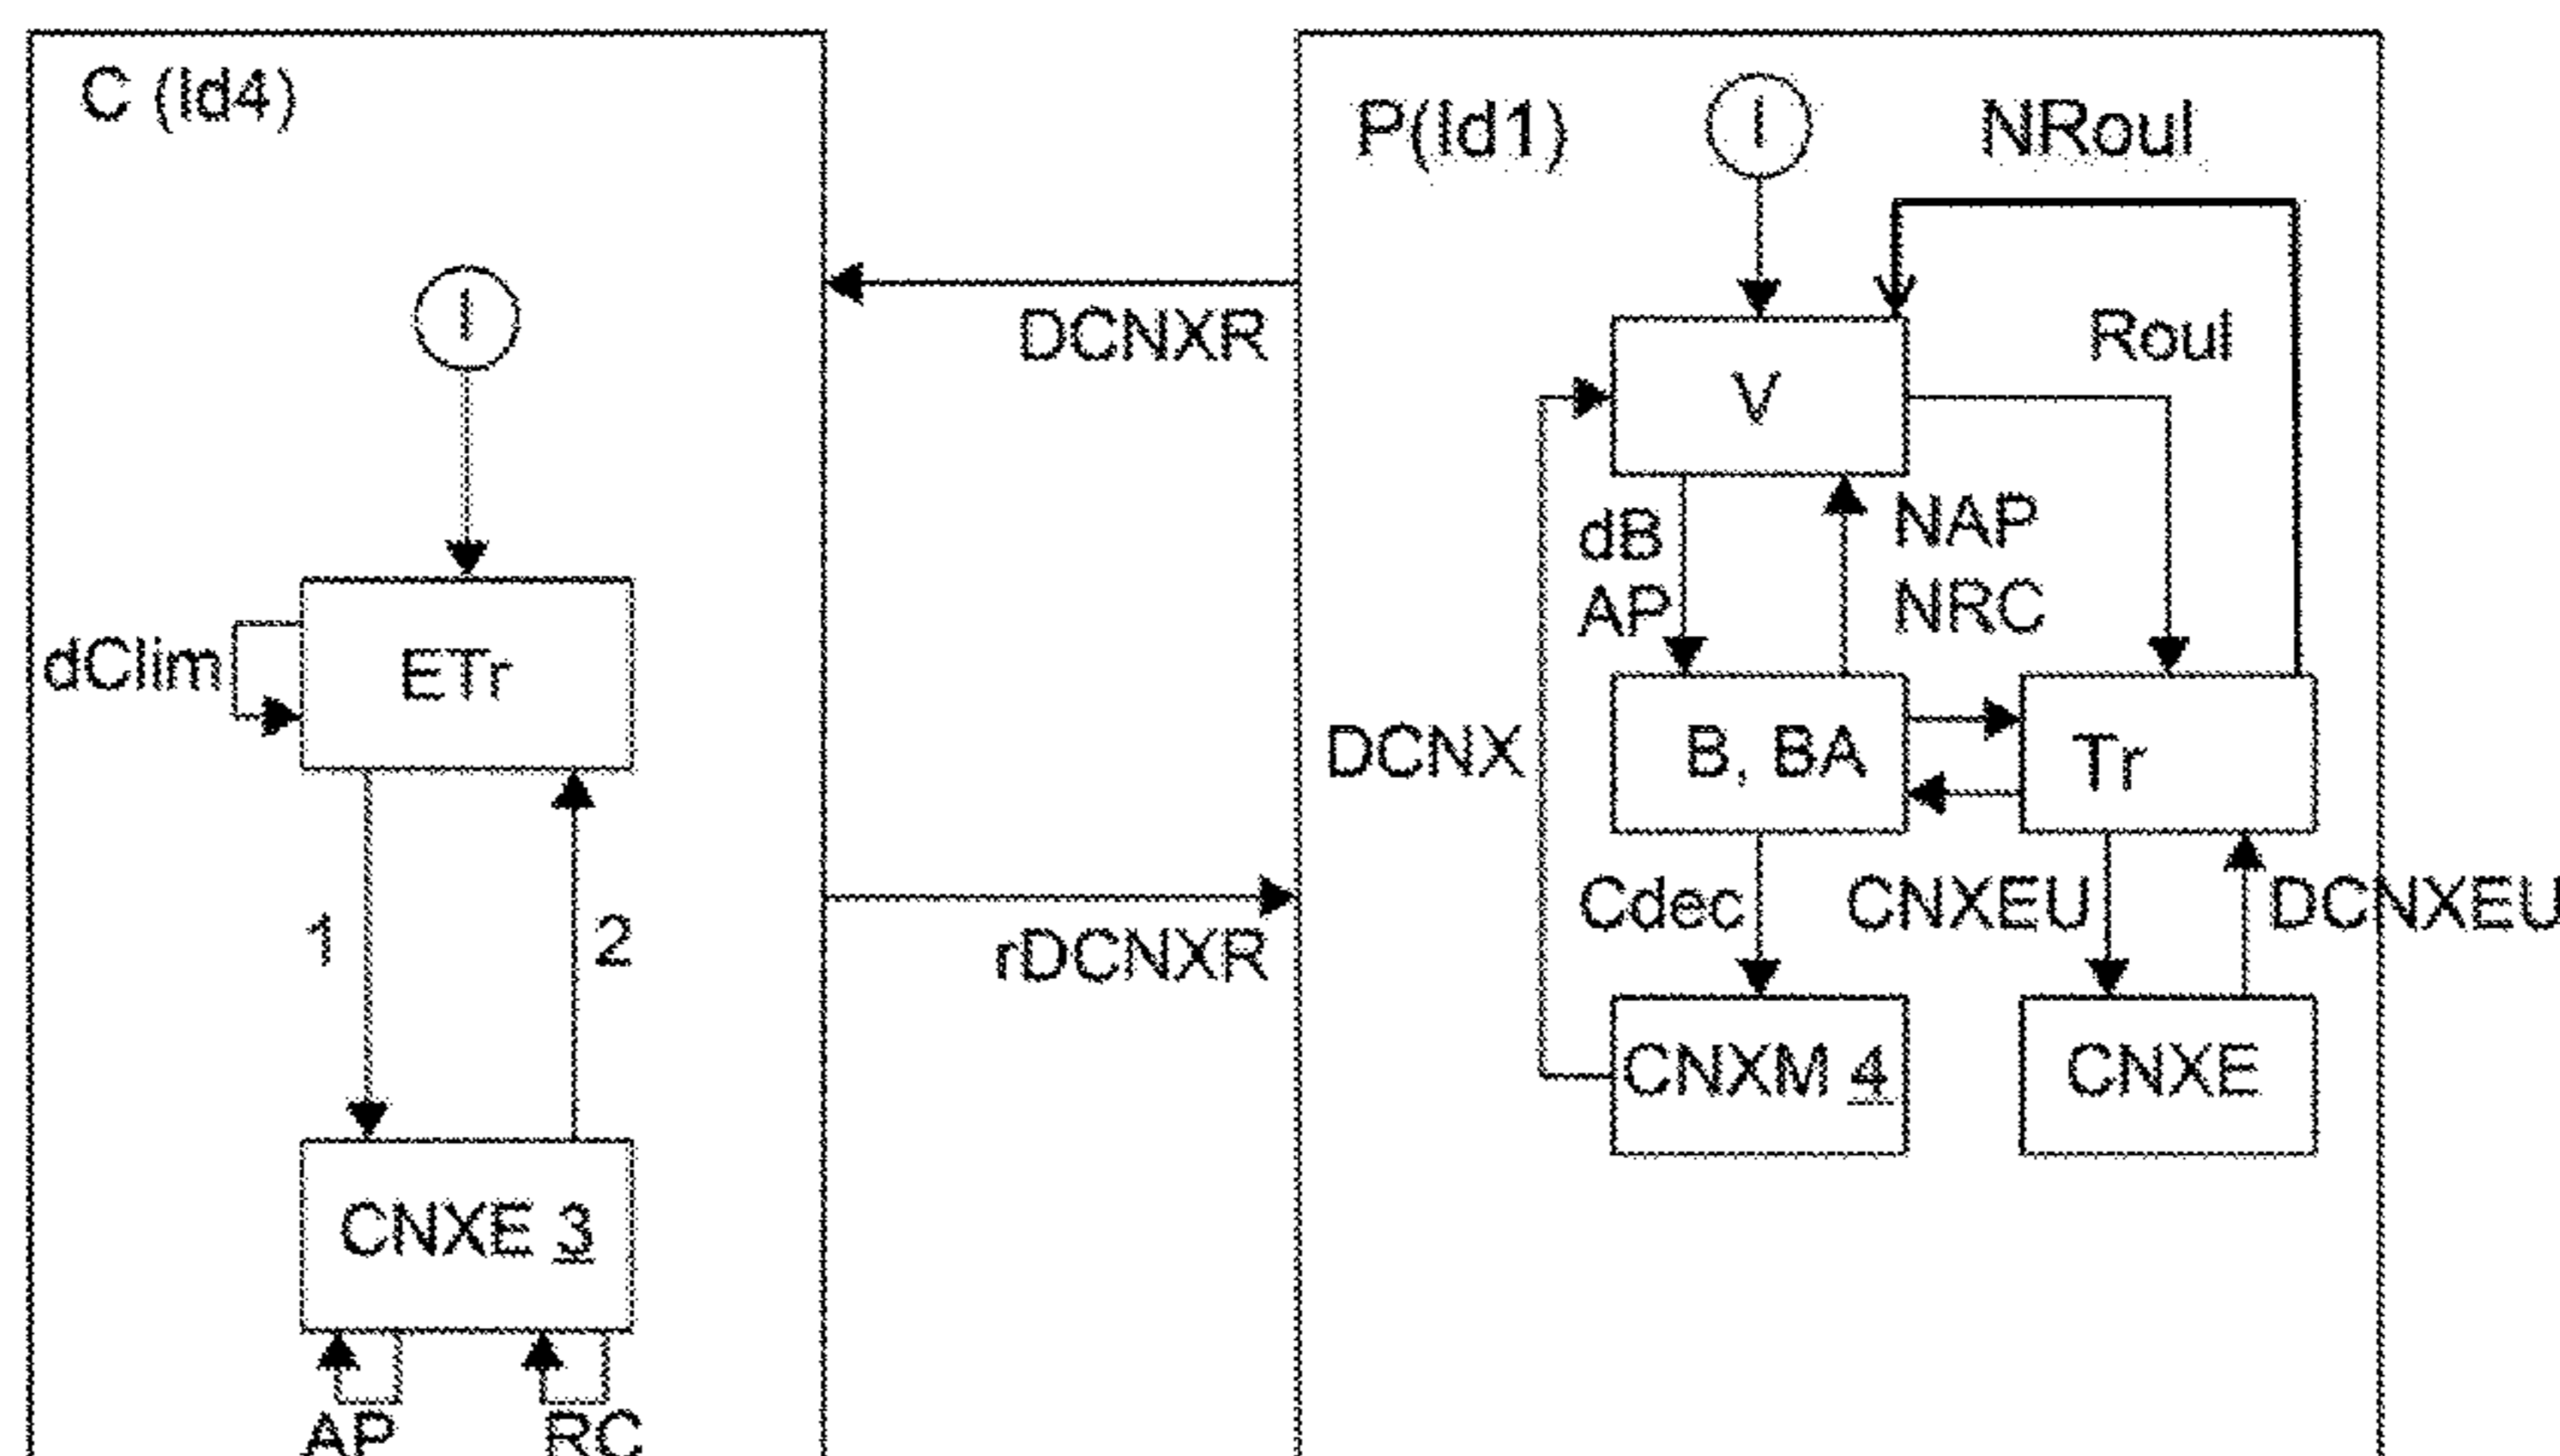 C (Id4)
I
dClim
ETr
1
2
CNXE 3
AP
RC
DCNXR
rDCNXR
P(Id1)
I
NRoul
Roul
V
dB
AP
NAP
NRC
DCNX
B, BA
Tr
Cdec
CNXEU
DCNXEU
CNXM 4
CNXE